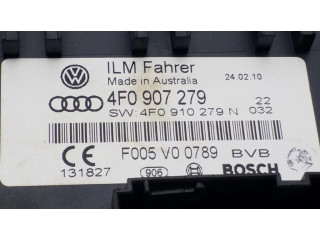 ILM Fahrer
Made in Australia
24.02.10
4F0 907 279
22
SW: 4F0 910 279 N 032
F005 V0 0789 BVB
131827
906
BOSCH